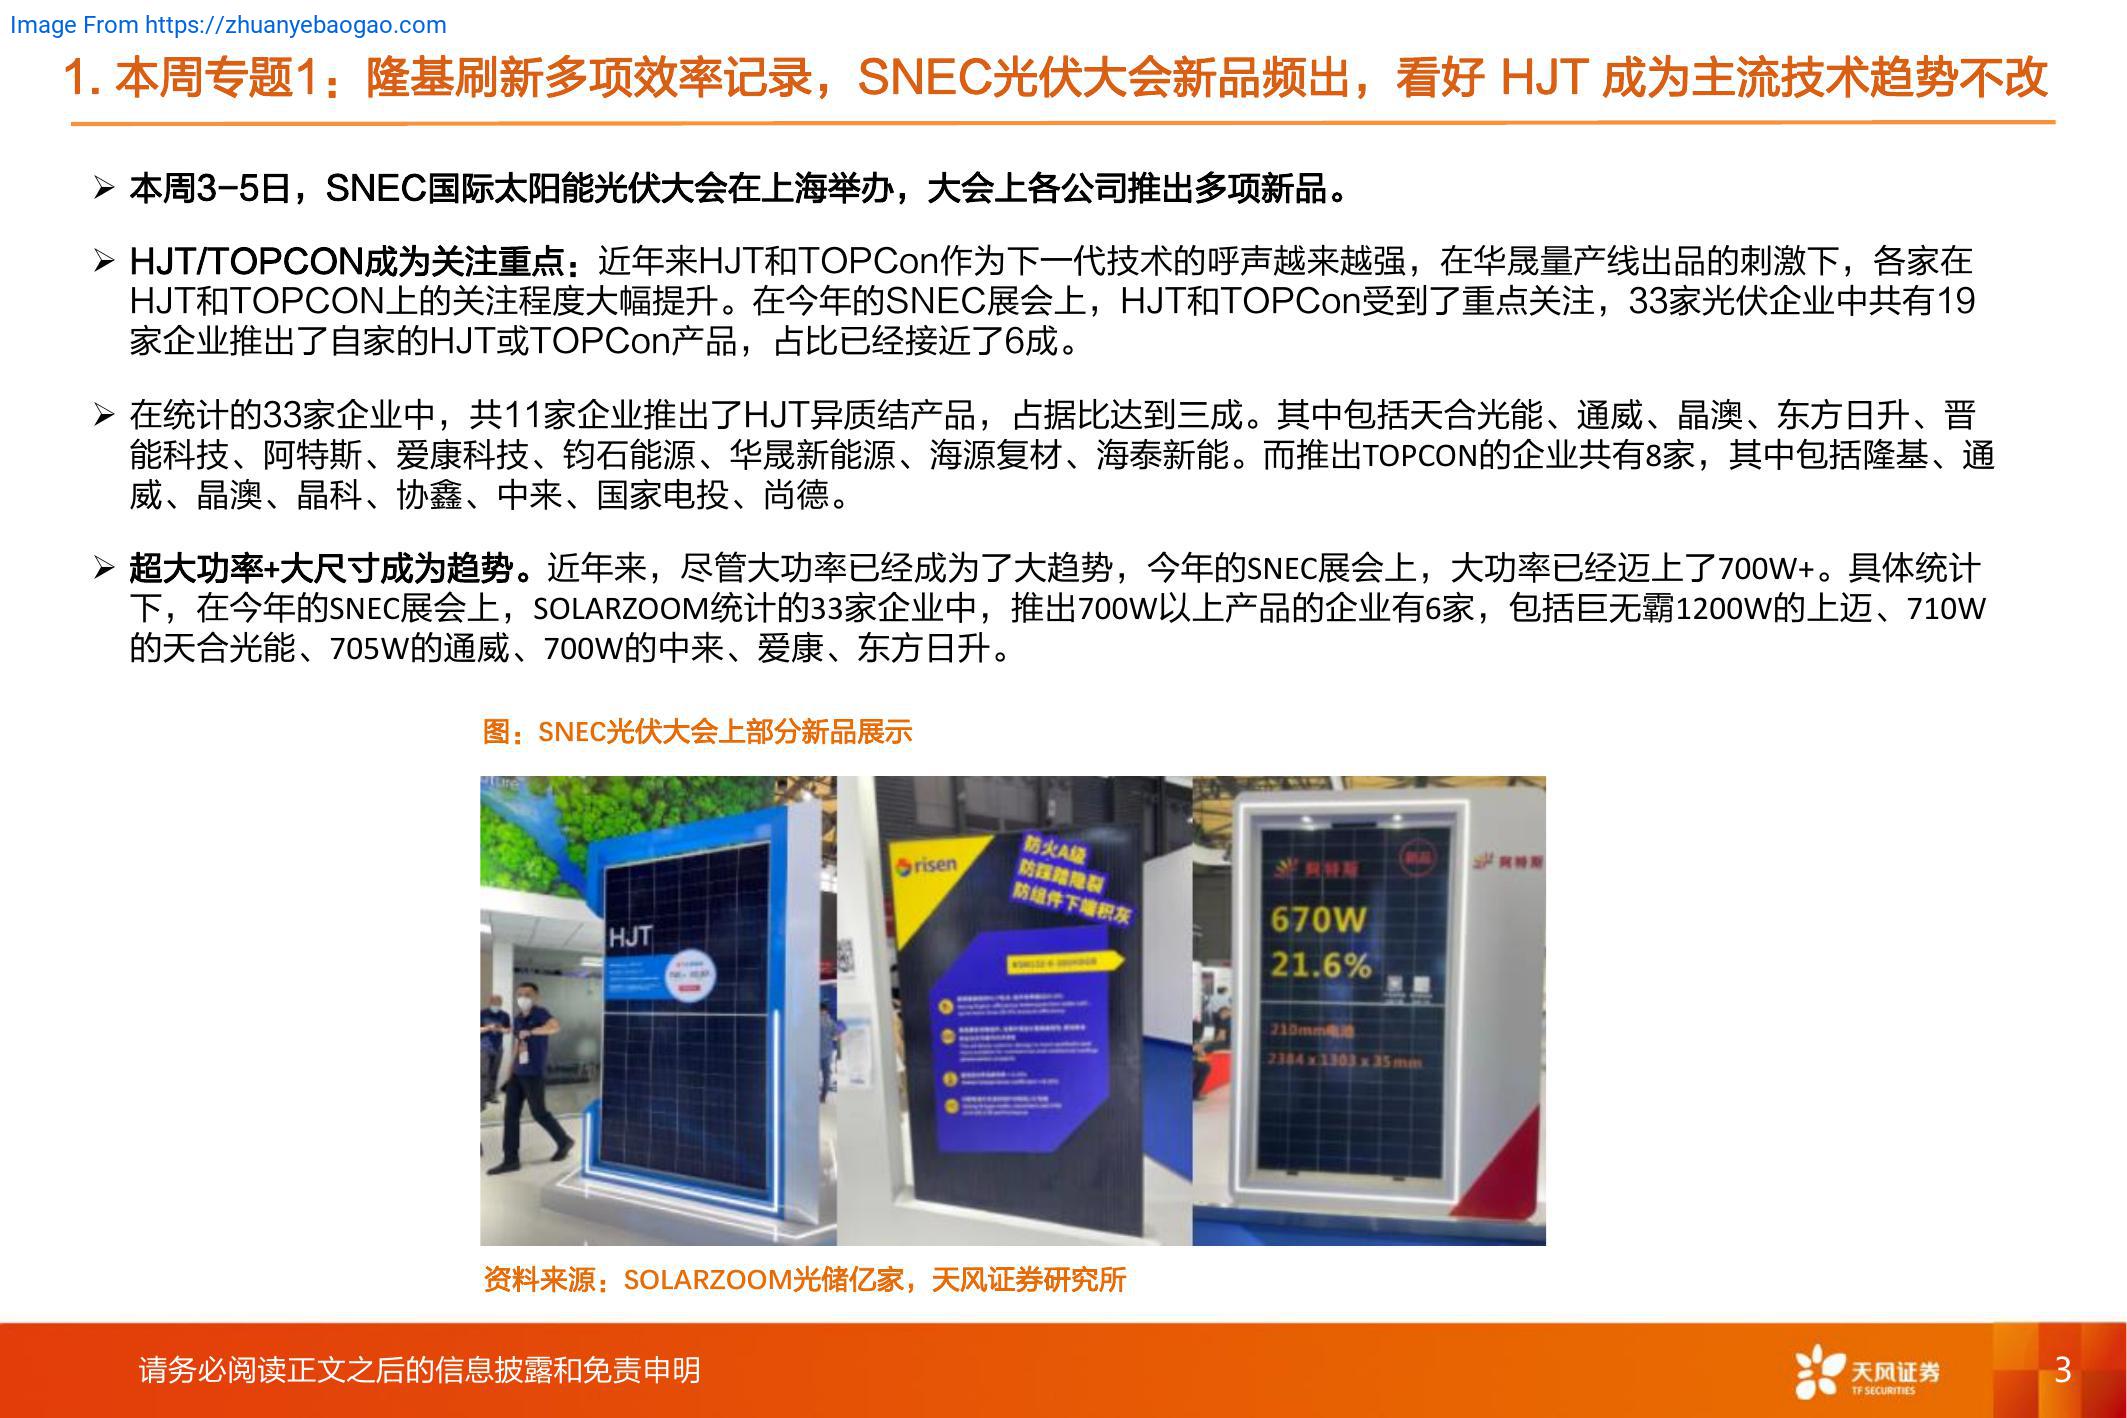 Image From https://zhuanyebaogao.com
1. 本周专题1：隆基刷新多项效率记录，SNEC光伏大会新品频出，看好 HJT 成为主流技术趋势不改
➢ 本周3-5日，SNEC国际太阳能光伏大会在上海举办，大会上各公司推出多项新品。
➢ HJT/TOPCON成为关注重点：近年来HJT和TOPCon作为下一代技术的呼声越来越强，在华晟量产线出品的刺激下，各家在
HJT和TOPCON上的关注程度大幅提升。在今年的SNEC展会上，HJT和TOPCon受到了重点关注，33家光伏企业中共有19
家企业推出了自家的HJT或TOPCon产品，占比已经接近了6成。
➢ 在统计的33家企业中，共11家企业推出了HJT异质结产品，占据比达到三成。其中包括天合光能、通威、晶澳、东方日升、晋
能科技、阿特斯、爱康科技、钧石能源、华晟新能源、海源复材、海泰新能。而推出TOPCON的企业共有8家，其中包括隆基、通
威、晶澳、晶科、协鑫、中来、国家电投、尚德。
➢ 超大功率+大尺寸成为趋势。近年来，尽管大功率已经成为了大趋势，今年的SNEC展会上，大功率已经迈上了700W+。具体统计
下，在今年的SNEC展会上，SOLARZOOM统计的33家企业中，推出700W以上产品的企业有6家，包括巨无霸1200W的上迈、710W
的天合光能、705W的通威、700W的中来、爱康、东方日升。
图：SNEC光伏大会上部分新品展示
HJT
risen
防火A级
防踩踏隐裂
防组件下端积灰
阿特斯
新品
阿特斯
670W
21.6%
210mm电池
2384 x 1303 x 35mm
资料来源：SOLARZOOM光储亿家，天风证券研究所
请务必阅读正文之后的信息披露和免责申明
天风证券
TF SECURITIES
3